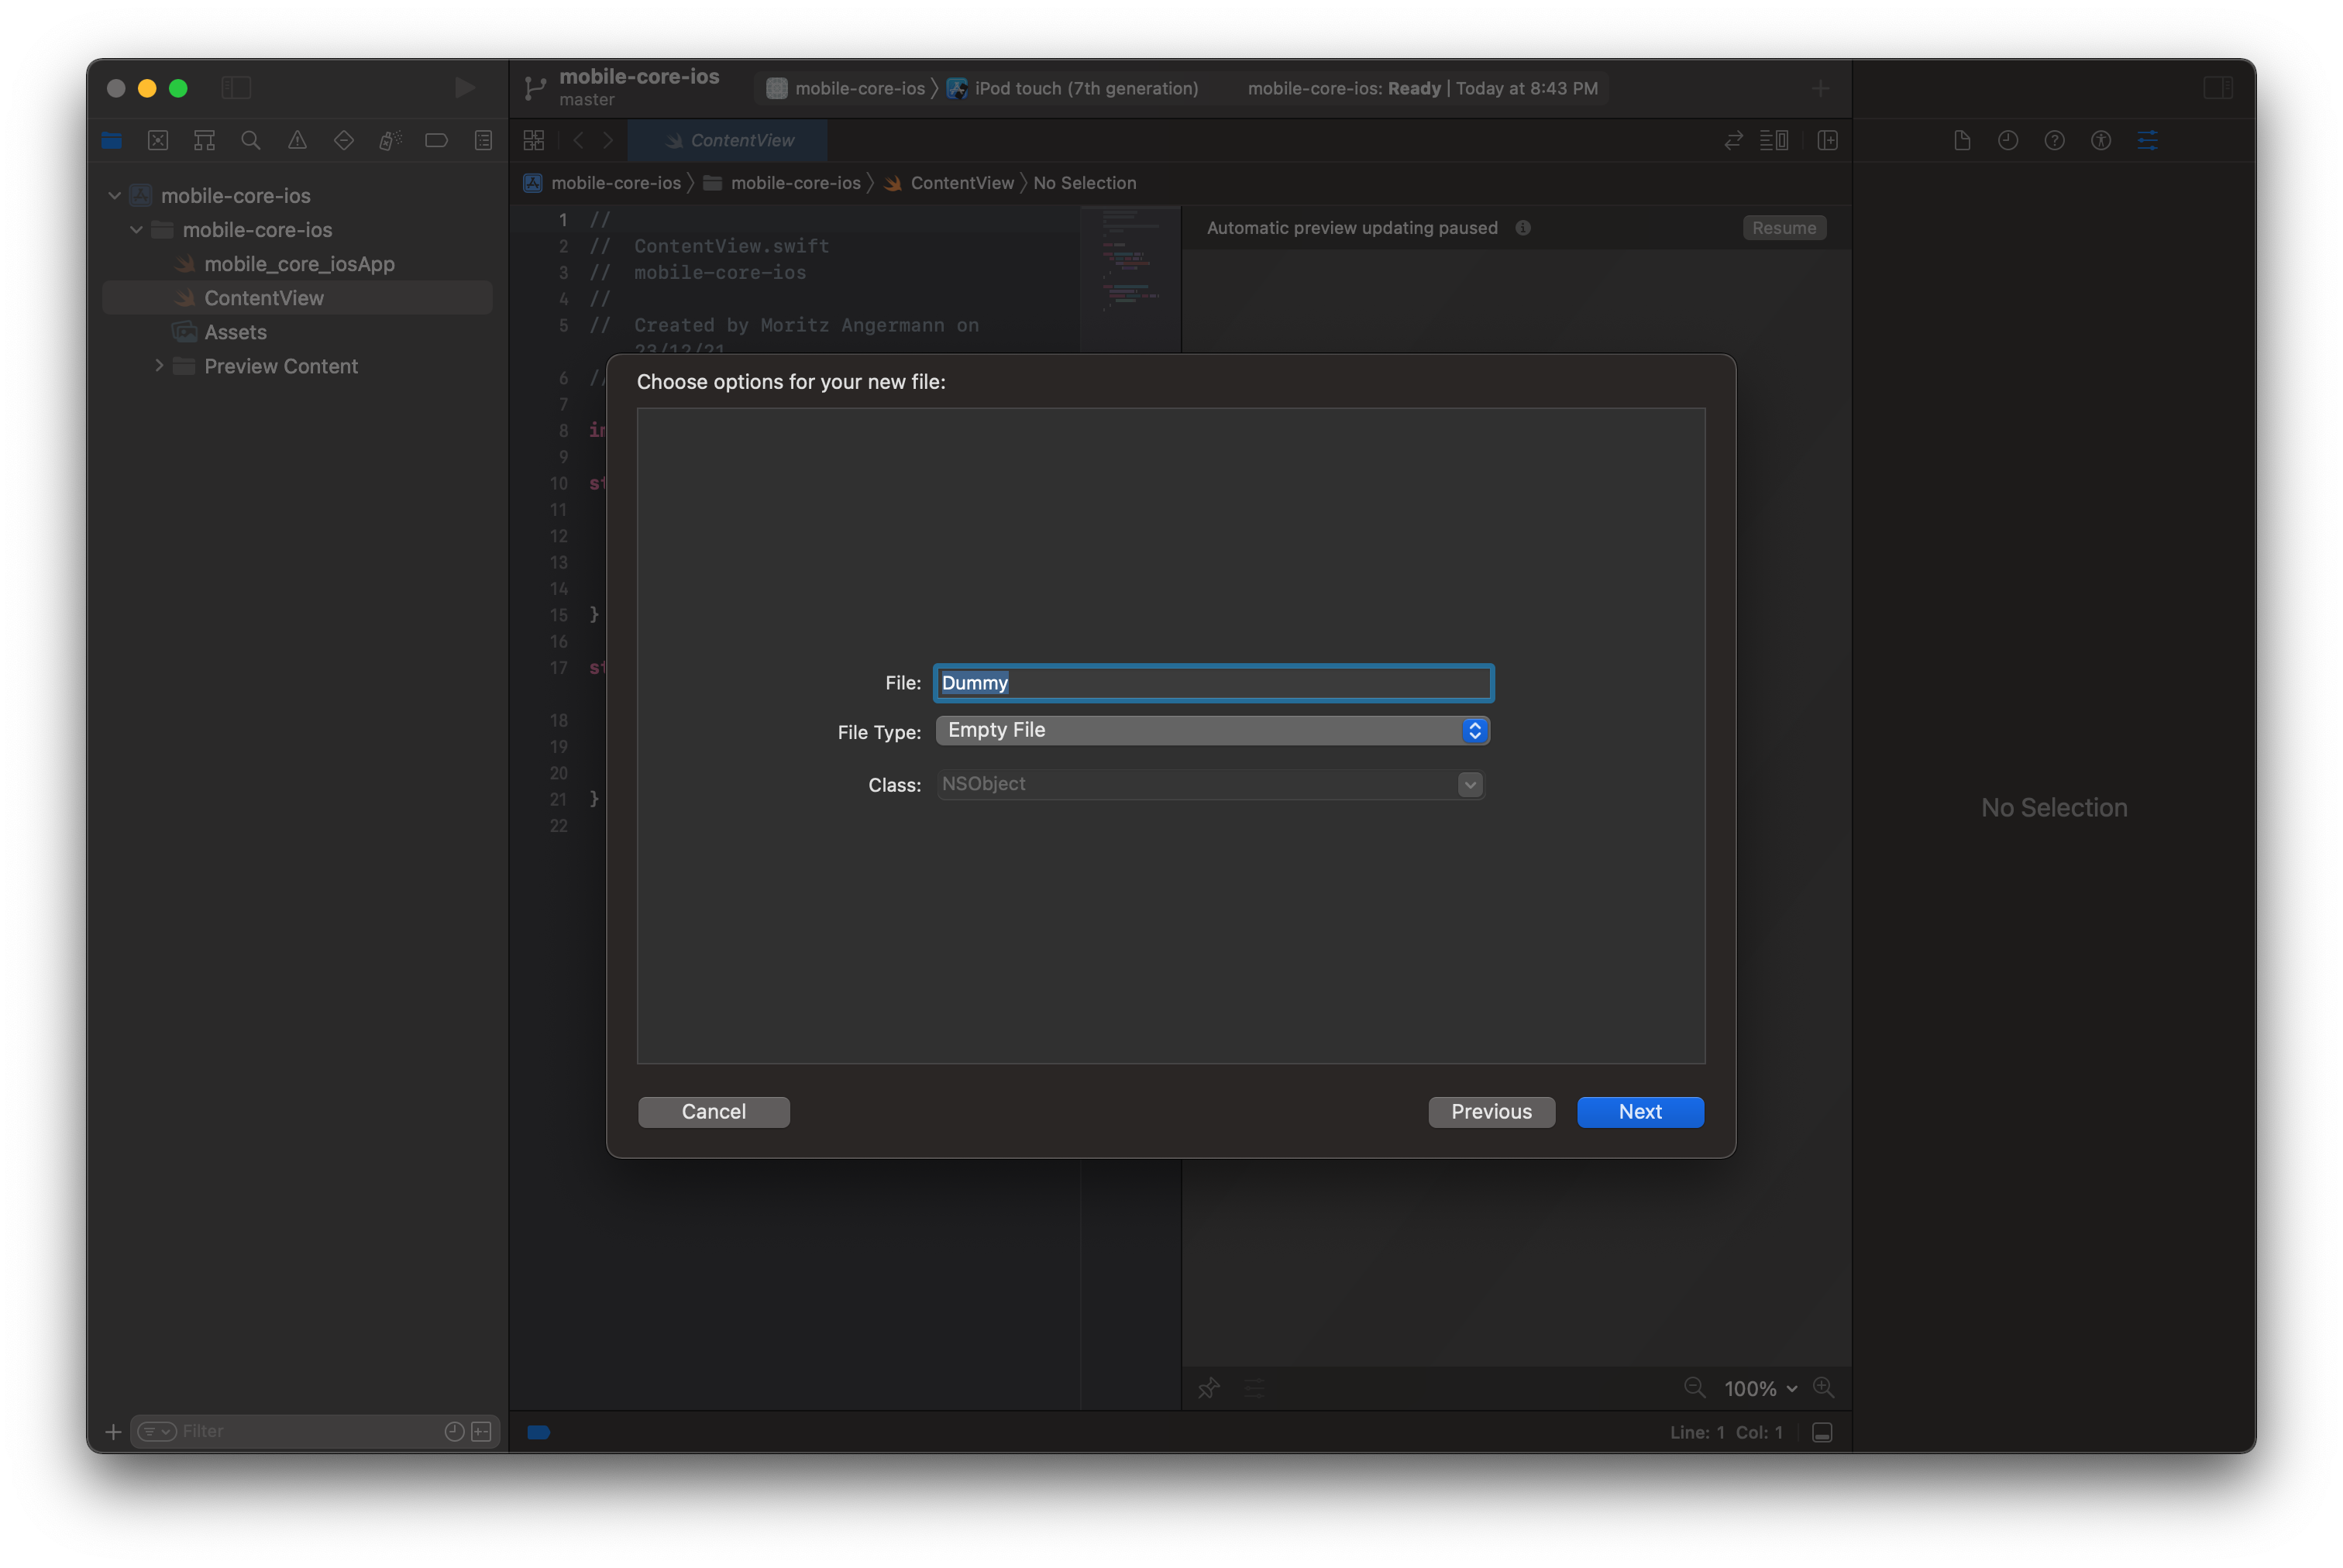 mobile-core-ios
master
mobile-core-ios
iPod touch (7th generation)
mobile-core-ios: Ready | Today at 8:43 PM
ContentView
mobile-core-ios
mobile-core-ios
ContentView
No Selection
mobile-core-ios
mobile-core-ios
mobile_core_iosApp
ContentView
Assets
Preview Content
1 //
2 // ContentView.swift
3 // mobile-core-ios
4 //
5 // Created by Moritz Angermann on
23/12/21.
6 //
7
8
9
10
11
12
13
14
15 }
16
17
18
19
20
21 }
22
Automatic preview updating paused
Resume
Choose options for your new file:
File: Dummy
File Type: Empty File
Class: NSObject
Cancel
Previous
Next
No Selection
100%
Filter
Line: 1 Col: 1